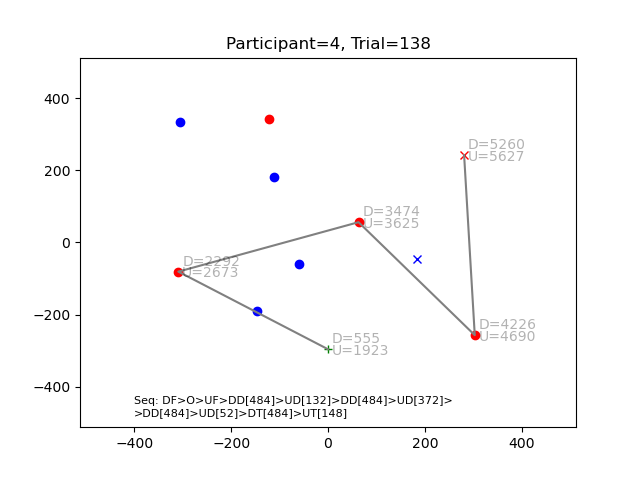 Participant=4, Trial=138
400
200
0
−200
−400
−400
−200
0
200
400
D=5260
U=5627
D=3474
U=3625
D=2292
U=2673
D=4226
U=4690
D=555
U=1923
Seq: DF>O>UF>DD[484]>UD[132]>DD[484]>UD[372]>
>DD[484]>UD[52]>DT[484]>UT[148]